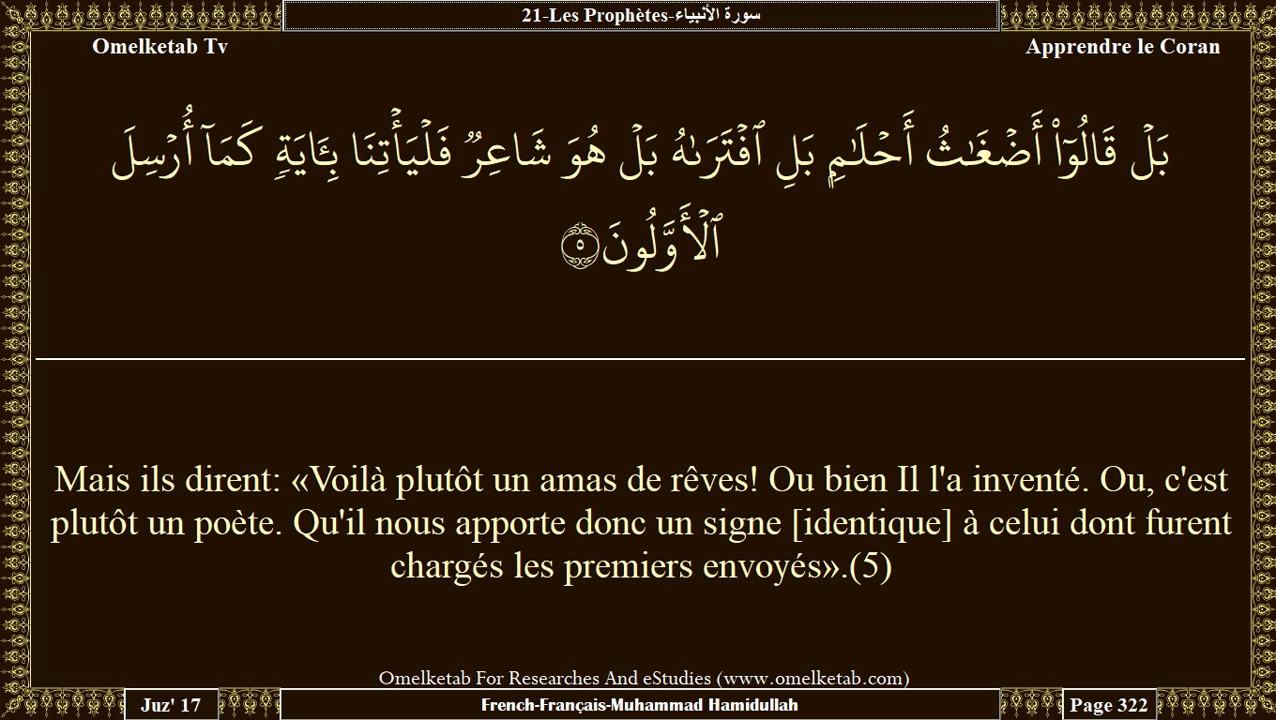 21-Les Prophètes-سورة الأنبياء
Omelketab Tv
Apprendre le Coran
بَلۡ قَالُوٓاْ أَضۡغَٰثُ أَحۡلَٰمِۭ بَلِ ٱفۡتَرَىٰهُ بَلۡ هُوَ شَاعِرٞ فَلۡيَأۡتِنَا بِـَٔايَةٖ كَمَآ أُرۡسِلَ
ٱلۡأَوَّلُونَ ٥
Mais ils dirent: «Voilà plutôt un amas de rêves! Ou bien Il l'a inventé. Ou, c'est
plutôt un poète. Qu'il nous apporte donc un signe [identique] à celui dont furent
chargés les premiers envoyés».(5)
Omelketab For Researches And eStudies (www.omelketab.com)
Juz' 17
French-Français-Muhammad Hamidullah
Page 322